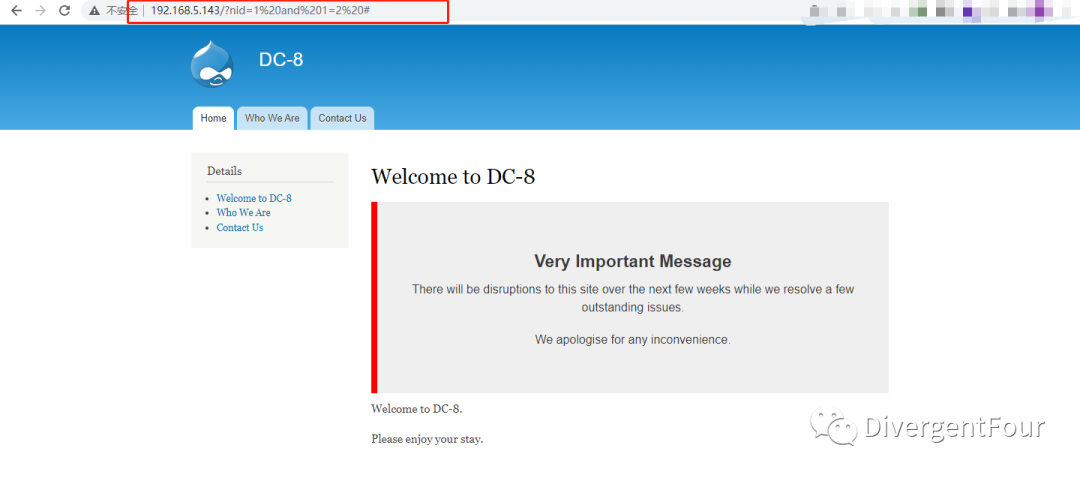 不安全 192.168.5.143/?nid=1%20and%201=2%20#
DC-8
Home Who We Are Contact Us
Details
Welcome to DC-8
Who We Are
Contact Us
Welcome to DC-8
Very Important Message
There will be disruptions to this site over the next few weeks while we resolve a few
outstanding issues.
We apologise for any inconvenience.
Welcome to DC-8.
Please enjoy your stay.
DivergentFour